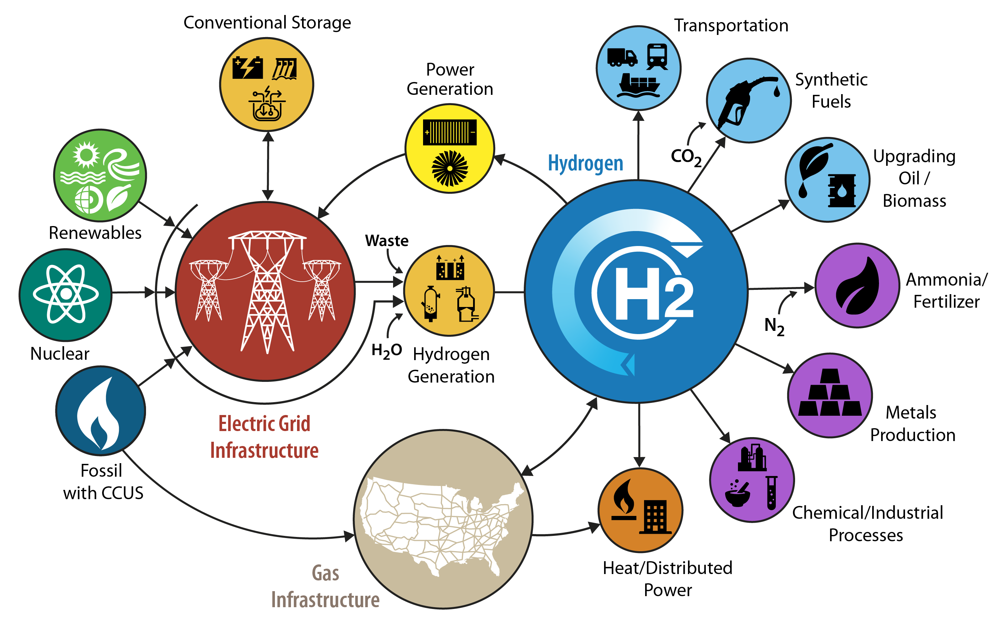 Conventional Storage
Transportation
Power
Generation
Synthetic
Fuels
Hydrogen
CO2
Upgrading
Oil /
Biomass
Renewables
Waste
H2
Ammonia/
Fertilizer
N2
Nuclear
H2O
Hydrogen
Generation
Electric Grid
Infrastructure
Metals
Production
Fossil
with CCUS
Chemical/Industrial
Processes
Gas
Infrastructure
Heat/Distributed
Power